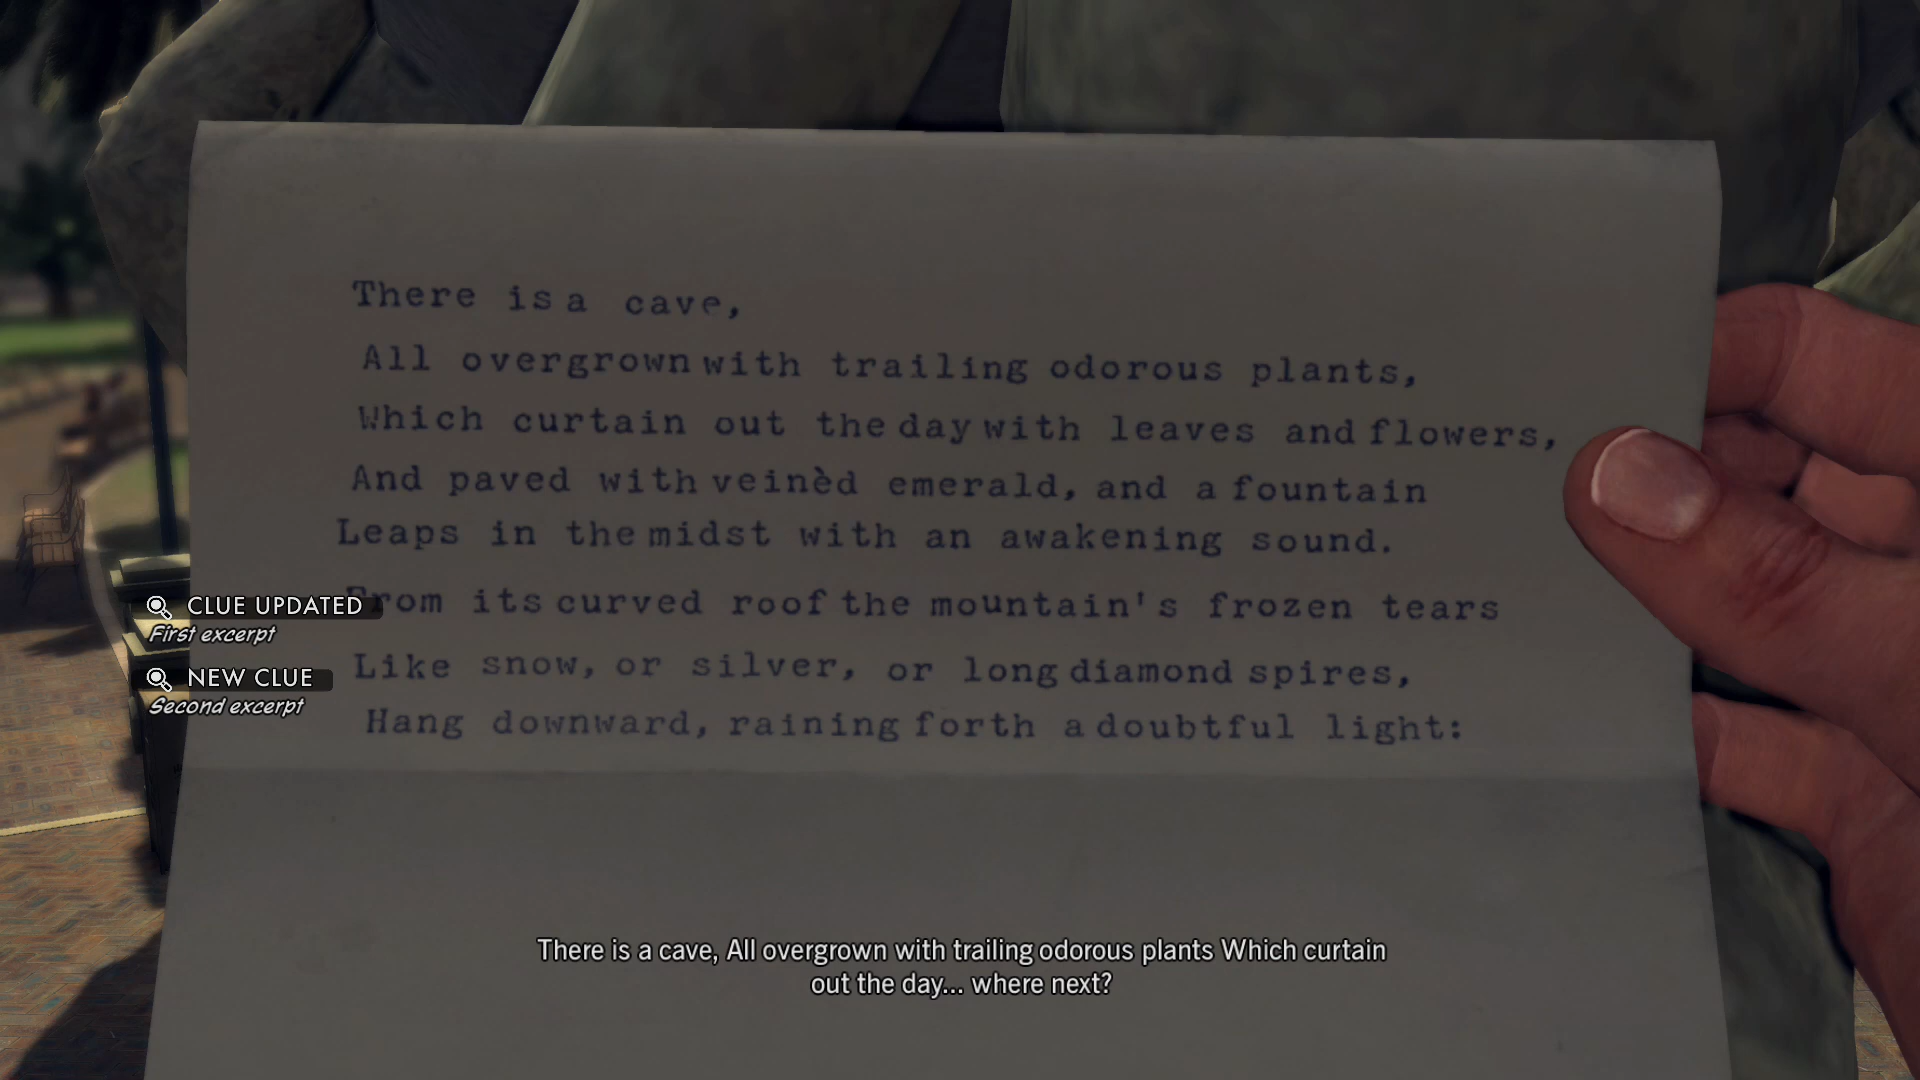 There is a cave,
All overgrown with trailing odorous plants,
Which curtain out the day with leaves and flowers,
And paved with veinèd emerald, and a fountain
Leaps in the midst with an awakening sound.
From its curved roof the mountain's frozen tears
Like snow, or silver, or long diamond spires,
Hang downward, raining forth a doubtful light:
CLUE UPDATED
First excerpt
NEW CLUE
Second excerpt
There is a cave, All overgrown with trailing odorous plants Which curtain
out the day... where next?